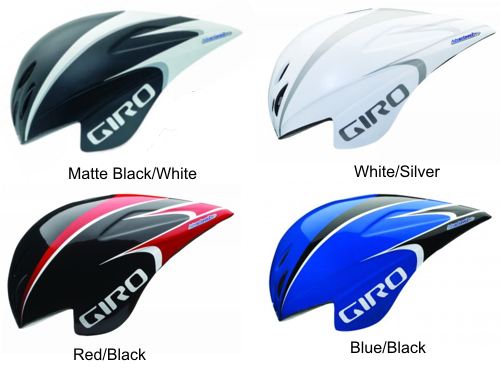 GIRO
Matte Black/White
GIRO
White/Silver
GIRO
Red/Black
GIRO
Blue/Black